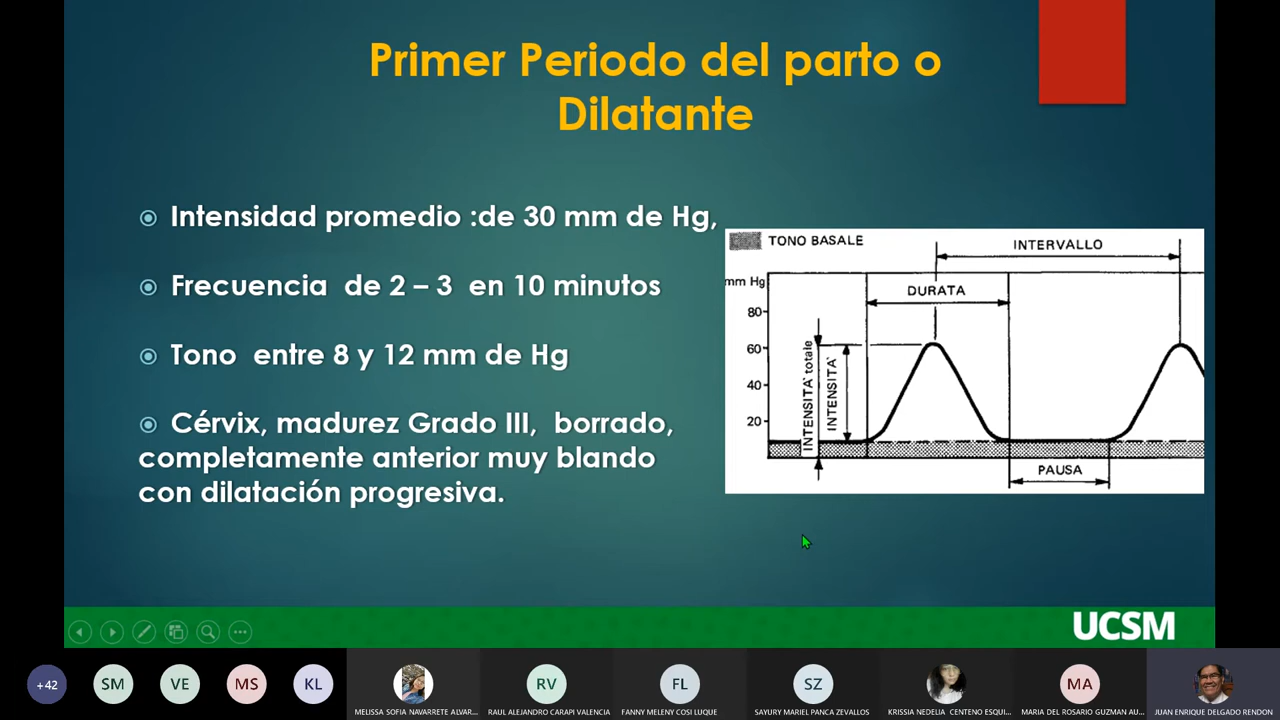 Primer Periodo del parto o
Dilatante
Intensidad promedio :de 30 mm de Hg,
Frecuencia de 2 – 3 en 10 minutos
Tono entre 8 y 12 mm de Hg
Cérvix, madurez Grado III, borrado,
completamente anterior muy blando
con dilatación progresiva.
TONO BASALE
INTERVALLO
mm Hg
DURATA
80
60
40
20
INTENSITA' totale
INTENSITA'
PAUSA
UCSM
+42
SM
VE
MS
KL
MELISSA SOFIA NAVARRETE ALVAR...
RV
RAUL ALEJANDRO CARAPI VALENCIA
FL
FANNY MELENY COSI LUQUE
SZ
SAYURY MARIEL PANCA ZEVALLOS
KRISSIA NEDELIA CENTENO ESQUI...
MA
MARIA DEL ROSARIO GUZMAN AU...
JUAN ENRIQUE DELGADO RENDON